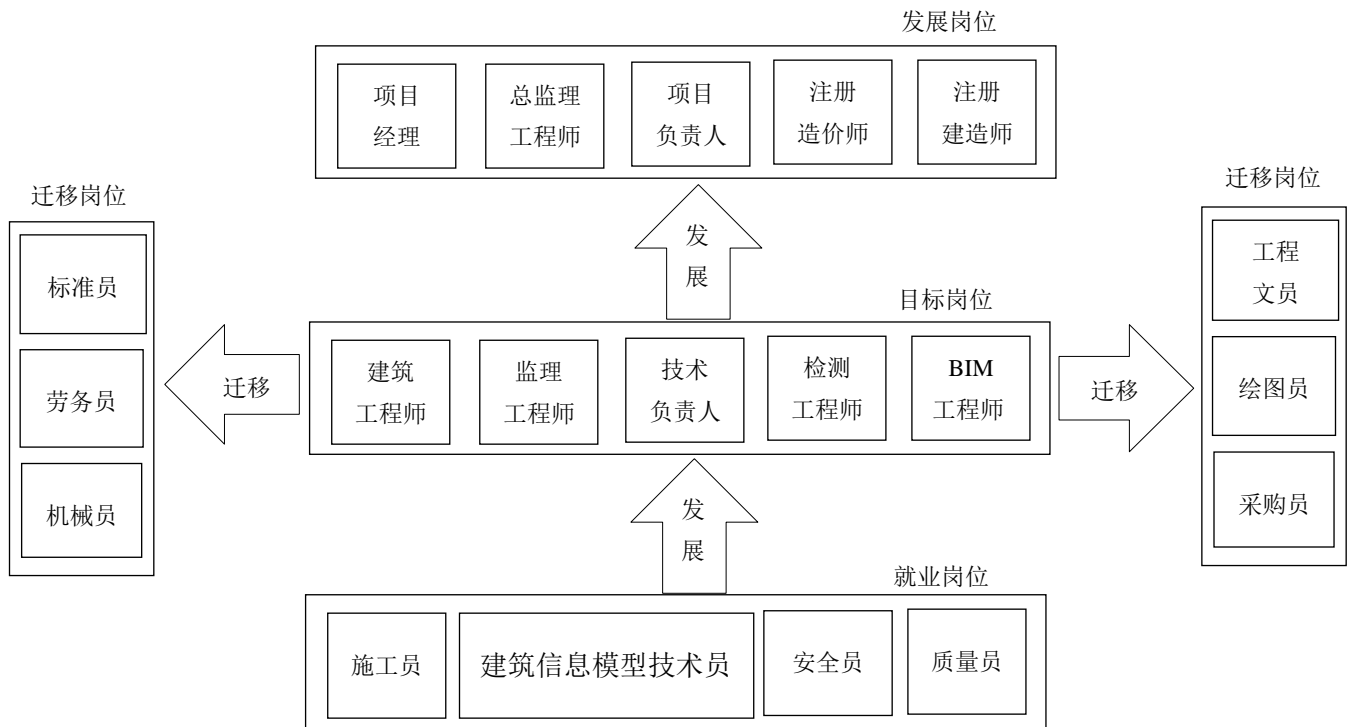 发展岗位
项目
经理
总监理
工程师
项目
负责人
注册
造价师
注册
建造师
迁移岗位
标准员
劳务员
机械员
迁移岗位
工程
文员
绘图员
采购员
发
展
目标岗位
迁移
建筑
工程师
监理
工程师
技术
负责人
检测
工程师
BIM
工程师
迁移
发
展
就业岗位
施工员
建筑信息模型技术员
安全员
质量员